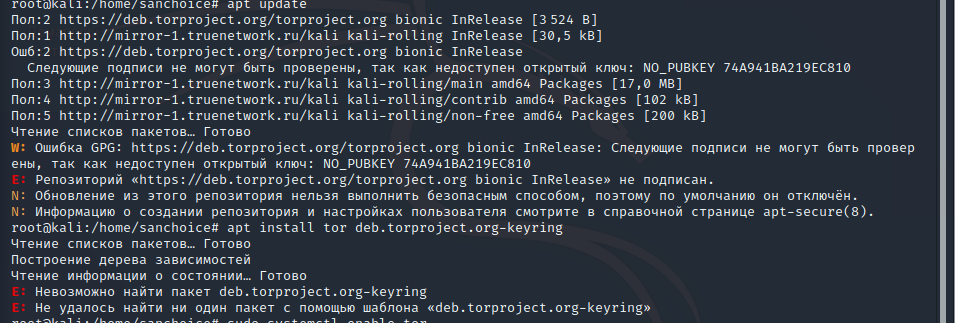 root@kali:/home/sanchoice# apt update
Пол:2 https://deb.torproject.org/torproject.org bionic InRelease [3 524 B]
Пол:1 http://mirror-1.truenetwork.ru/kali kali-rolling InRelease [30,5 kB]
Ошб:2 https://deb.torproject.org/torproject.org bionic InRelease
Следующие подписи не могут быть проверены, так как недоступен открытый ключ: NO_PUBKEY 74A941BA219EC810
Пол:3 http://mirror-1.truenetwork.ru/kali kali-rolling/main amd64 Packages [17,0 MB]
Пол:4 http://mirror-1.truenetwork.ru/kali kali-rolling/contrib amd64 Packages [102 kB]
Пол:5 http://mirror-1.truenetwork.ru/kali kali-rolling/non-free amd64 Packages [200 kB]
Чтение списков пакетов… Готово
W: Ошибка GPG: https://deb.torproject.org/torproject.org bionic InRelease: Следующие подписи не могут быть провер
ены, так как недоступен открытый ключ: NO_PUBKEY 74A941BA219EC810
E: Репозиторий «https://deb.torproject.org/torproject.org bionic InRelease» не подписан.
N: Обновление из этого репозитория нельзя выполнить безопасным способом, поэтому по умолчанию он отключён.
N: Информацию о создании репозитория и настройках пользователя смотрите в справочной странице apt-secure(8).
root@kali:/home/sanchoice# apt install tor deb.torproject.org-keyring
Чтение списков пакетов… Готово
Построение дерева зависимостей
Чтение информации о состоянии… Готово
E: Невозможно найти пакет deb.torproject.org-keyring
E: Не удалось найти ни один пакет с помощью шаблона «deb.torproject.org-keyring»
root@kali:/home/sanchoice# sudo systemctl enable tor